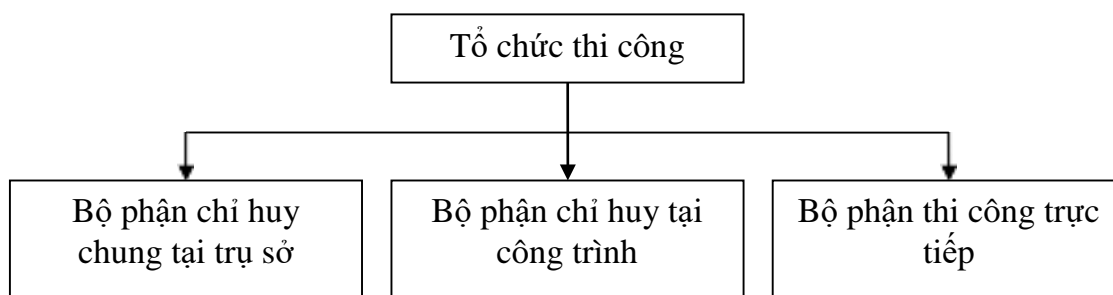 Tổ chức thi công
Bộ phận chỉ huy
chung tại trụ sở
Bộ phận chỉ huy tại
công trình
Bộ phận thi công trực
tiếp